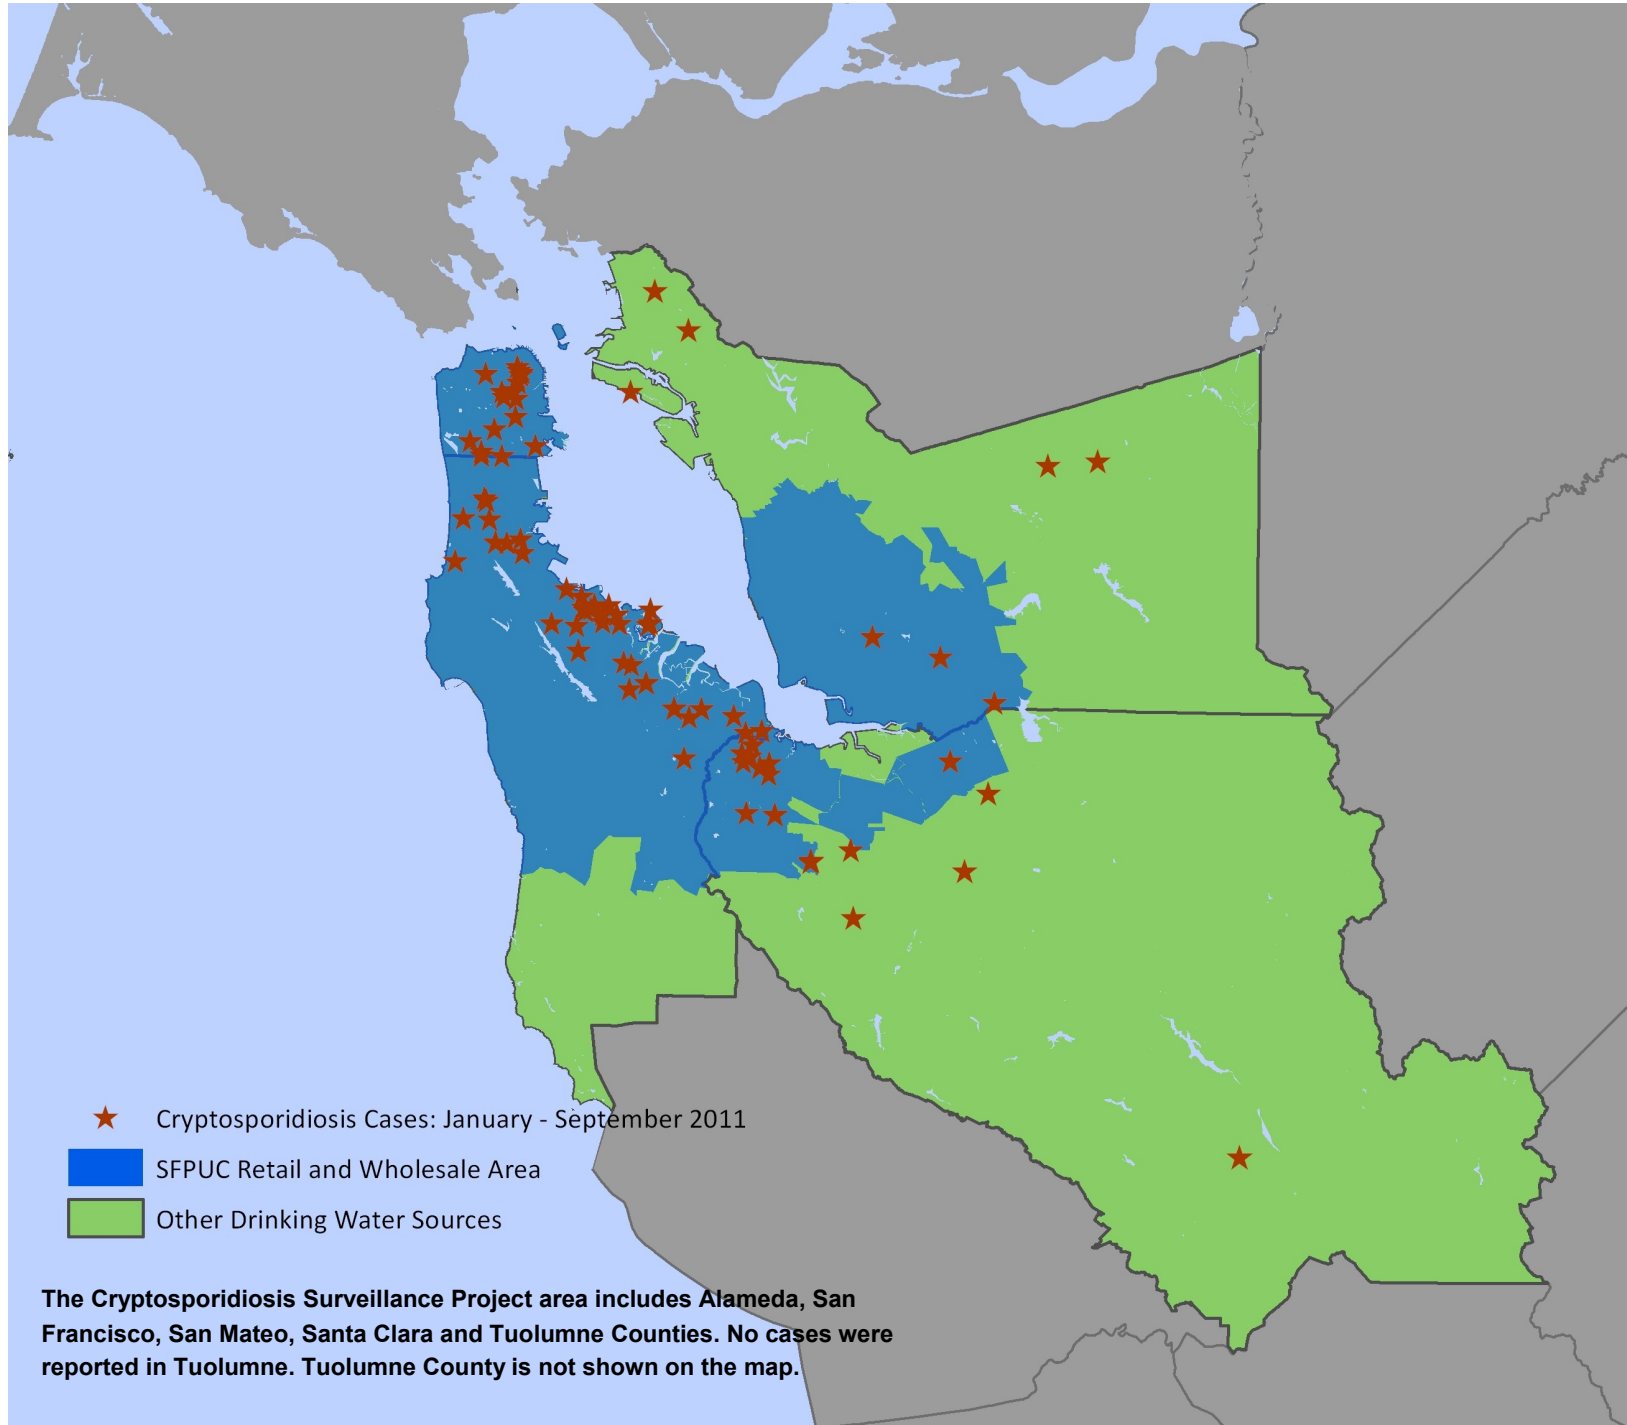 Cryptosporidiosis Cases: January - September 2011
SFPUC Retail and Wholesale Area
Other Drinking Water Sources
The Cryptosporidiosis Surveillance Project area includes Alameda, San
Francisco, San Mateo, Santa Clara and Tuolumne Counties. No cases were
reported in Tuolumne. Tuolumne County is not shown on the map.